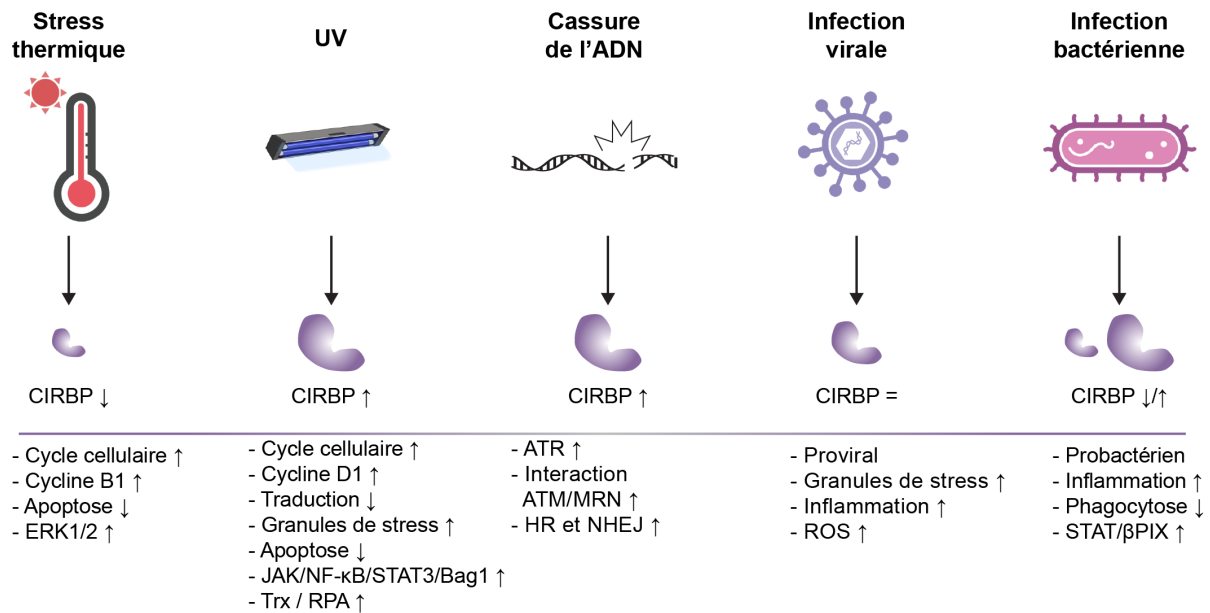 Stress
thermique
UV
Cassure
de l'ADN
Infection
virale
Infection
bactérienne
CIRBP ↓
CIRBP ↑
CIRBP ↑
CIRBP =
CIRBP ↓/↑
- Cycle cellulaire ↑
- Cycline B1 ↑
- Apoptose ↓
- ERK1/2 ↑
- Cycle cellulaire ↑
- Cycline D1 ↑
- Traduction ↓
- Granules de stress ↑
- Apoptose ↓
- JAK/NF-κB/STAT3/Bag1 ↑
- Trx / RPA ↑
- ATR ↑
- Interaction
ATM/MRN ↑
- HR et NHEJ ↑
- Proviral
- Granules de stress ↑
- Inflammation ↑
- ROS ↑
- Probactérien
- Inflammation ↑
- Phagocytose ↓
- STAT/βPIX ↑